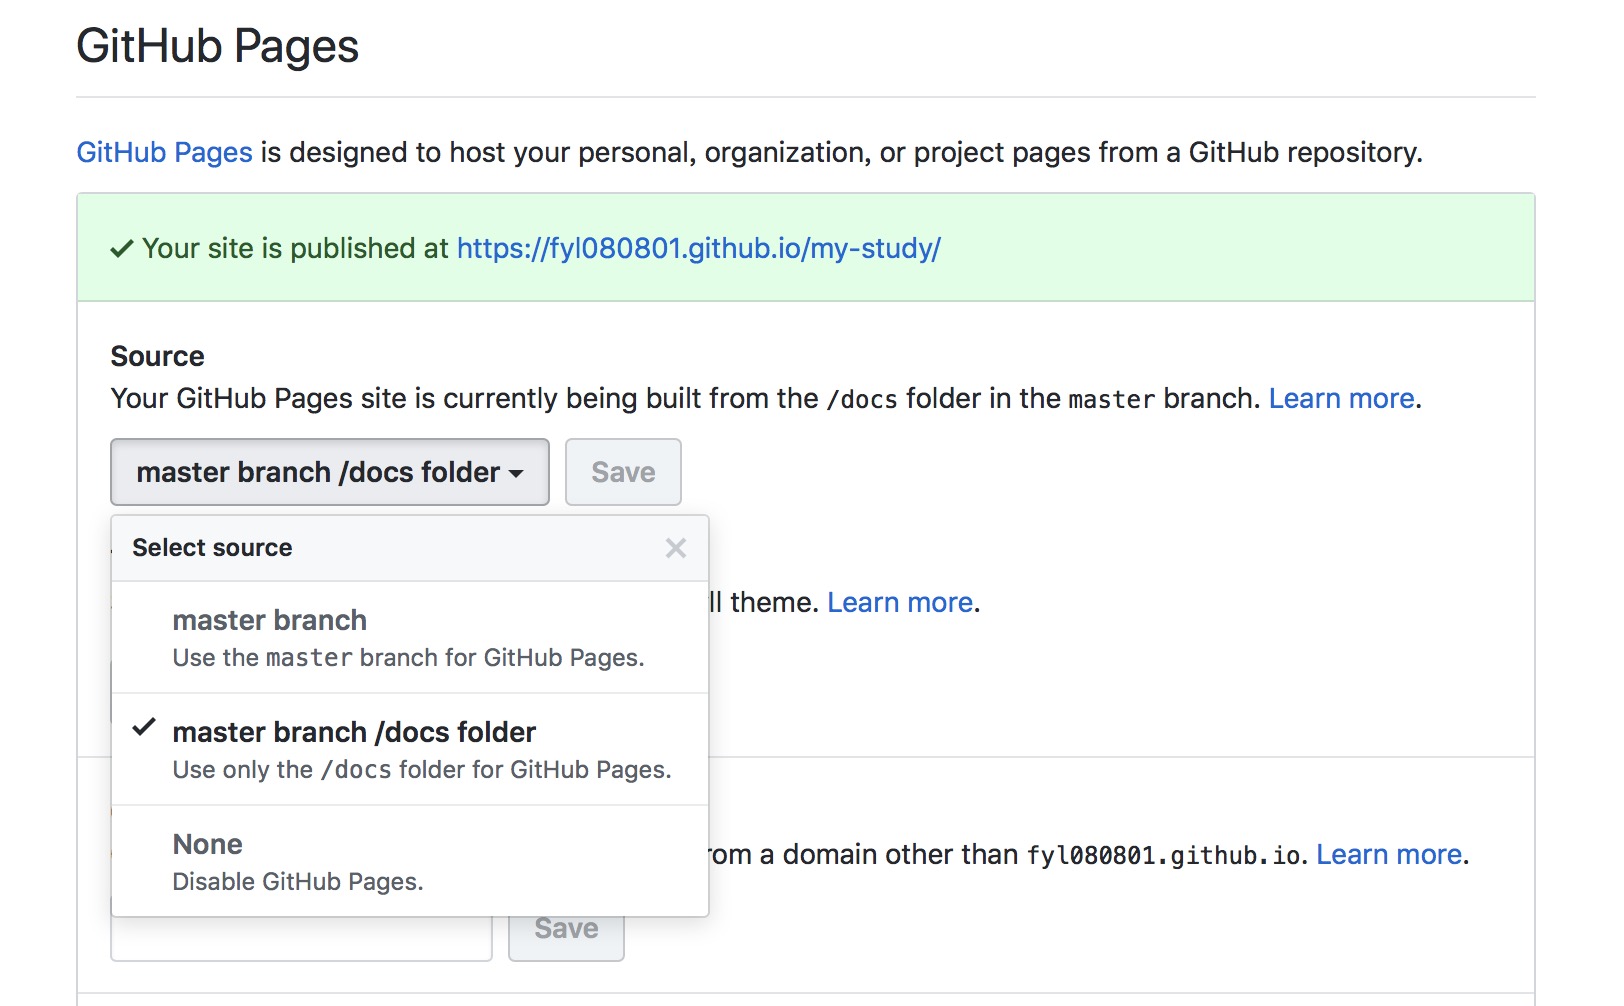 GitHub Pages
GitHub Pages is designed to host your personal, organization, or project pages from a GitHub repository.
Your site is published at https://fyl080801.github.io/my-study/
Source
Your GitHub Pages site is currently being built from the /docs folder in the master branch. Learn more.
master branch /docs folder Save
Select source
theme. Learn more.
master branch
Use the master branch for GitHub Pages.
master branch /docs folder
Use only the /docs folder for GitHub Pages.
None
a domain other than fyl080801.github.io. Learn more.
Disable GitHub Pages.
Save